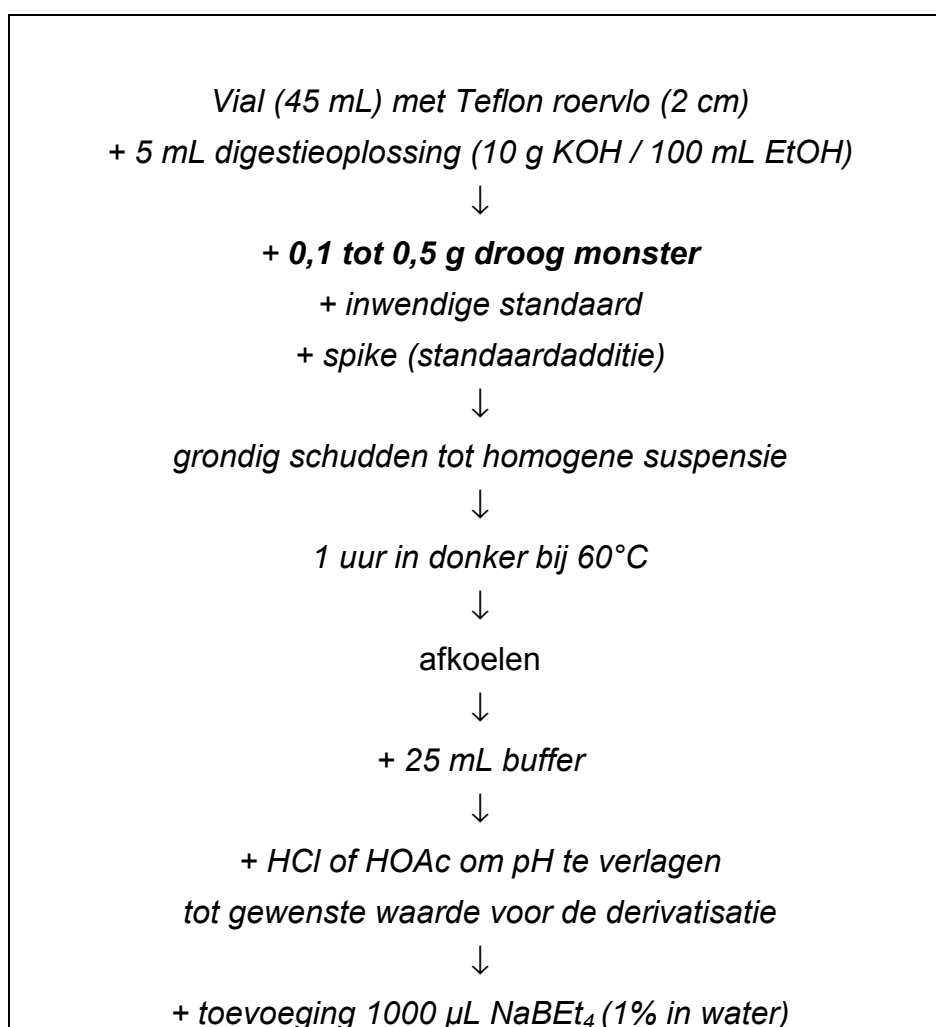 Vial (45 mL) met Teflon roervlo (2 cm)
+ 5 mL digestieoplossing (10 g KOH / 100 mL EtOH)
↓
+ 0,1 tot 0,5 g droog monster
+ inwendige standaard
+ spike (standaardadditie)
↓
grondig schudden tot homogene suspensie
↓
1 uur in donker bij 60°C
↓
afkoelen
↓
+ 25 mL buffer
↓
+ HCl of HOAc om pH te verlagen
tot gewenste waarde voor de derivatisatie
↓
+ toevoeging 1000 µL NaBEt₄ (1% in water)